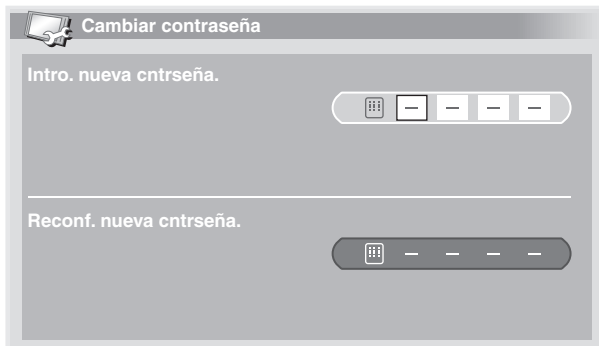 Cambiar contraseña
Intro. nueva cntrseña.
– – – –
Reconf. nueva cntrseña.
– – – –